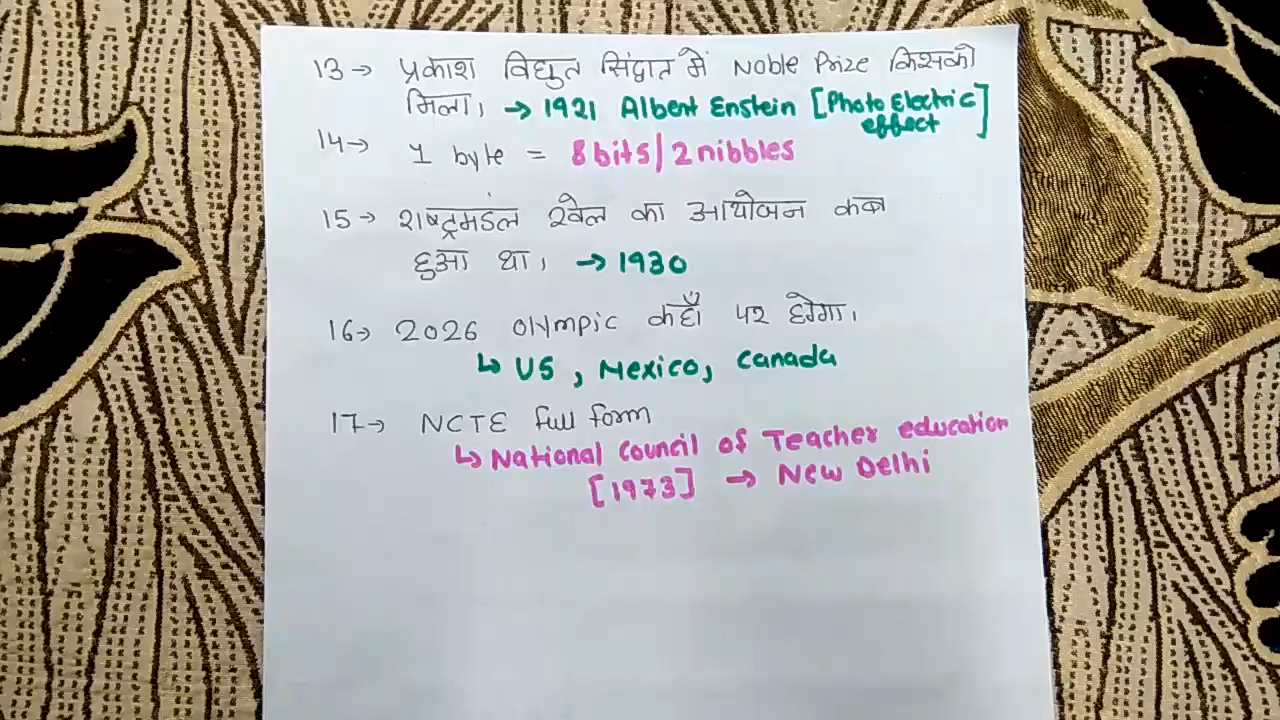 13→ प्रकाश विद्युत सिंद्वात में Noble Prize किसको
मिला। → 1921 Albert Enstein [Photo Electric]
effect
14→ 1 byte = 8 bits/2 nibbles
15→ राष्ट्रमडंल खेल का आयोजन कब
हुआ था। → 1930
16→ 2026 Olympic कहाँ पर होगा।
↳ US, Mexico, Canada
17→ NCTE full form
↳ National Council of Teacher education
[1973] → New Delhi